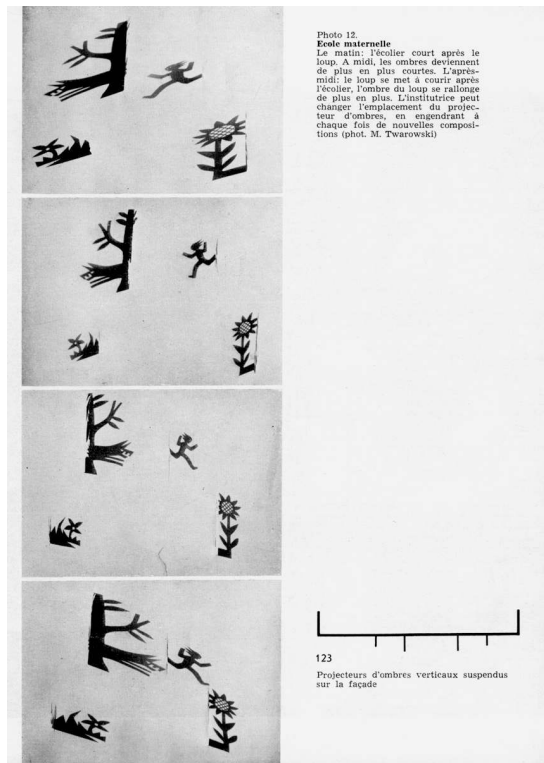 Photo 12.
Ecole maternelle
Le matin: l'écolier court après le
loup. A midi, les ombres deviennent
de plus en plus courtes. L'après-
midi: le loup se met á courir après
l'écolier, l'ombre du loup se rallonge
de plus en plus. L'institutrice peut
changer l'emplacement du projec-
teur d'ombres, en engendrant á
chaque fois de nouvelles composi-
tions (phot. M. Twarowski)
123
Projecteurs d'ombres verticaux suspendus
sur la façade